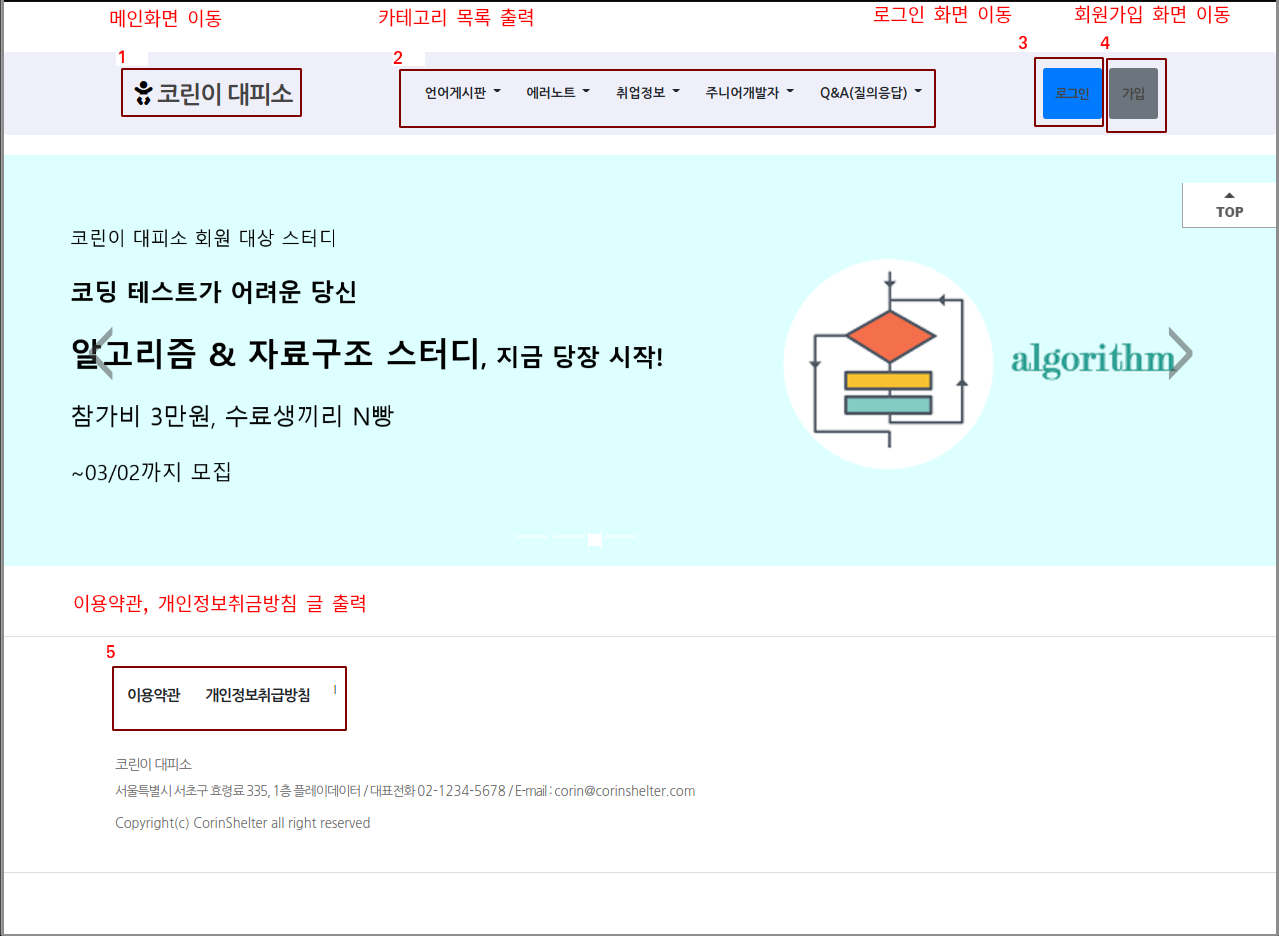 메인화면 이동
카테고리 목록 출력
로그인 화면 이동
회원가입 화면 이동
1
2
3
4
코린이 대피소
언어게시판
에러노트
취업정보
주니어개발자
Q&A(질의응답)
로그인
가입
TOP
코린이 대피소 회원 대상 스터디
코딩 테스트가 어려운 당신
알고리즘 & 자료구조 스터디, 지금 당장 시작!
참가비 3만원, 수료생끼리 N빵
~03/02까지 모집
algorithm
이용약관, 개인정보취금방침 글 출력
5
이용약관
개인정보취급방침
코린이 대피소
서울특별시 서초구 효령료 335, 1층 플레이데이터 / 대표전화 02-1234-5678 / E-mail : corin@corinshelter.com
Copyright(c) CorinShelter all right reserved